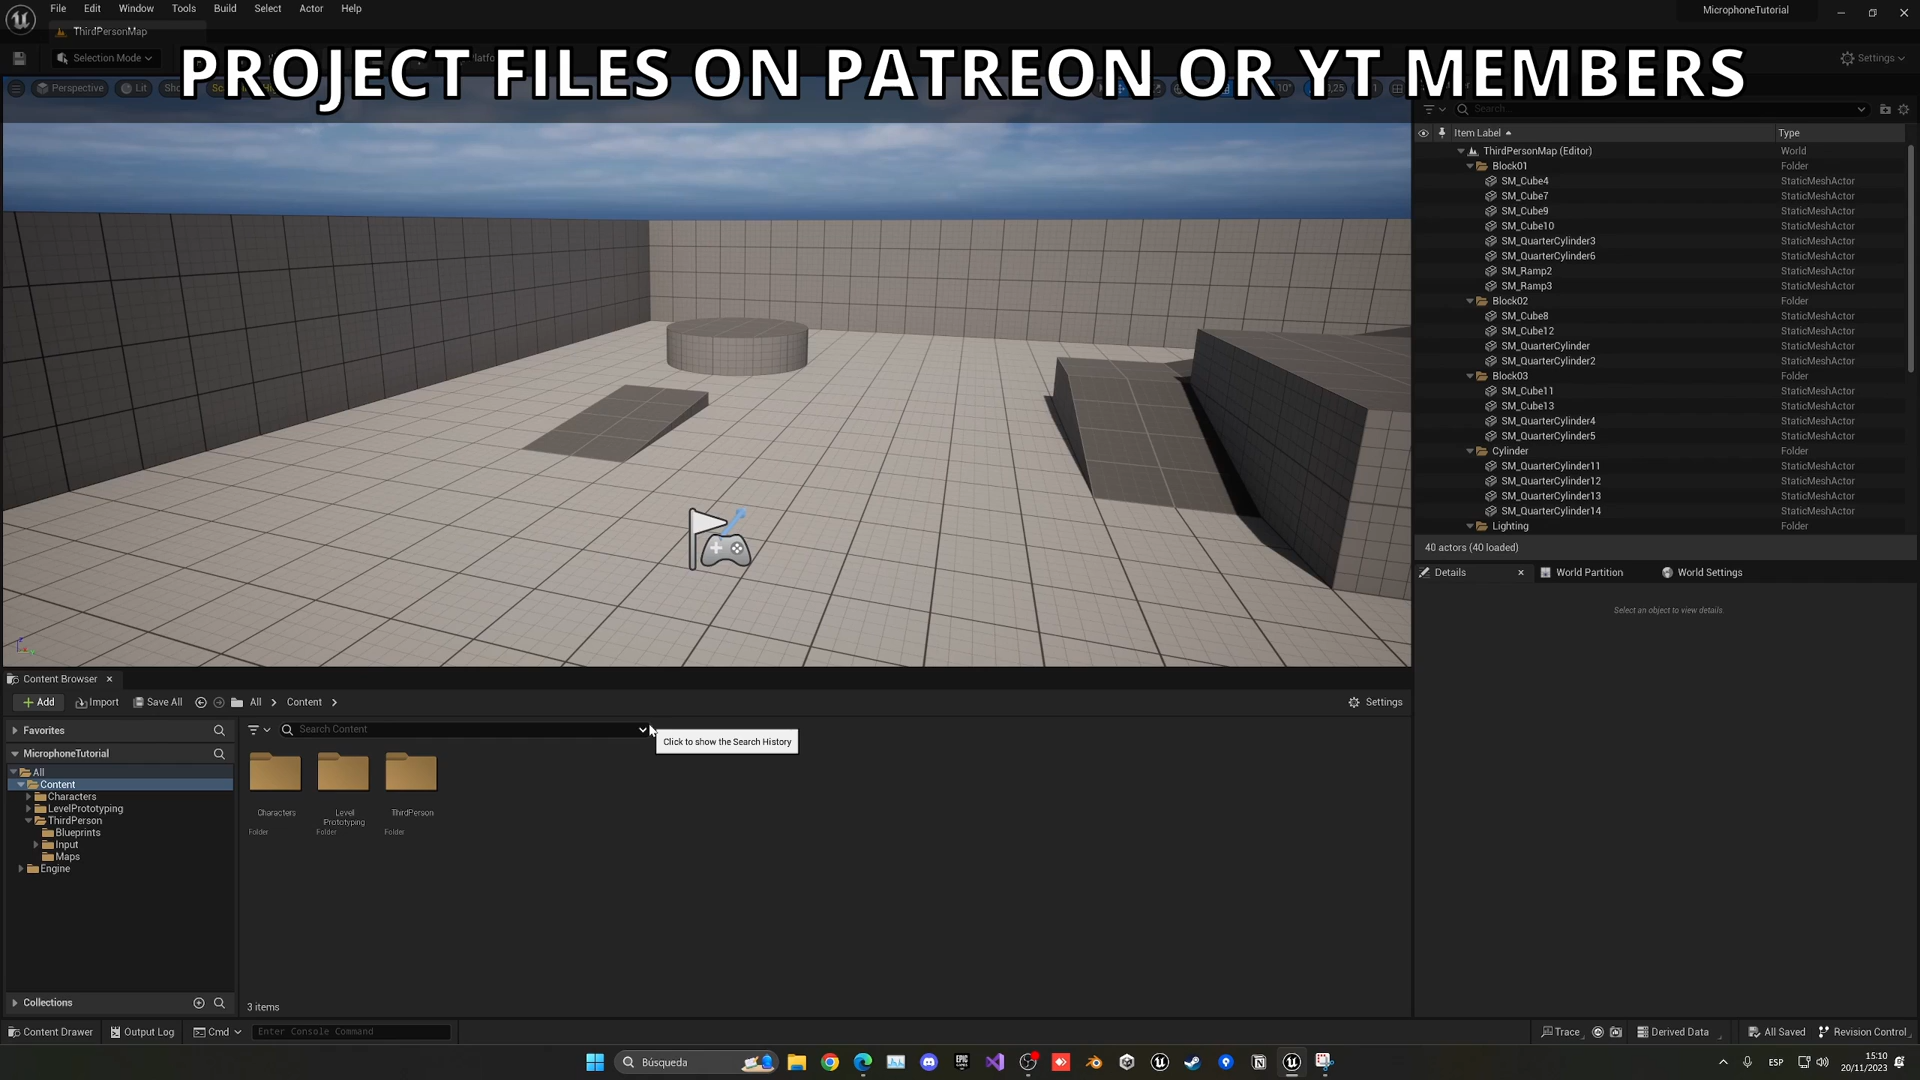 File Edit Window Tools Build Select Actor Help
MicrophoneTutorial
ThirdPersonMap
Selection Mode
Settings
PROJECT FILES ON PATREON OR YT MEMBERS
Perspective
Lit
Search...
Item Label
Type
ThirdPersonMap (Editor) World
Block01 Folder
SM_Cube4 StaticMeshActor
SM_Cube7 StaticMeshActor
SM_Cube9 StaticMeshActor
SM_Cube10 StaticMeshActor
SM_QuarterCylinder3 StaticMeshActor
SM_QuarterCylinder6 StaticMeshActor
SM_Ramp2 StaticMeshActor
SM_Ramp3 StaticMeshActor
Block02 Folder
SM_Cube8 StaticMeshActor
SM_Cube12 StaticMeshActor
SM_QuarterCylinder StaticMeshActor
SM_QuarterCylinder2 StaticMeshActor
Block03 Folder
SM_Cube11 StaticMeshActor
SM_Cube13 StaticMeshActor
SM_QuarterCylinder4 StaticMeshActor
SM_QuarterCylinder5 StaticMeshActor
Cylinder Folder
SM_QuarterCylinder11 StaticMeshActor
SM_QuarterCylinder12 StaticMeshActor
SM_QuarterCylinder13 StaticMeshActor
SM_QuarterCylinder14 StaticMeshActor
Lighting Folder
40 actors (40 loaded)
Details
World Partition
World Settings
Select an object to view details.
Content Browser
Add Import Save All All Content Settings
Favorites
Search Content
Click to show the Search History
MicrophoneTutorial
All
Content
Characters
LevelPrototyping
ThirdPerson
Blueprints
Input
Maps
Engine
Characters
Folder
Level
Prototyping
Folder
ThirdPerson
Folder
Collections
3 items
Content Drawer Output Log Cmd Enter Console Command Trace Derived Data All Saved Revision Control
Búsqueda
ESP
15:10
20/11/2023